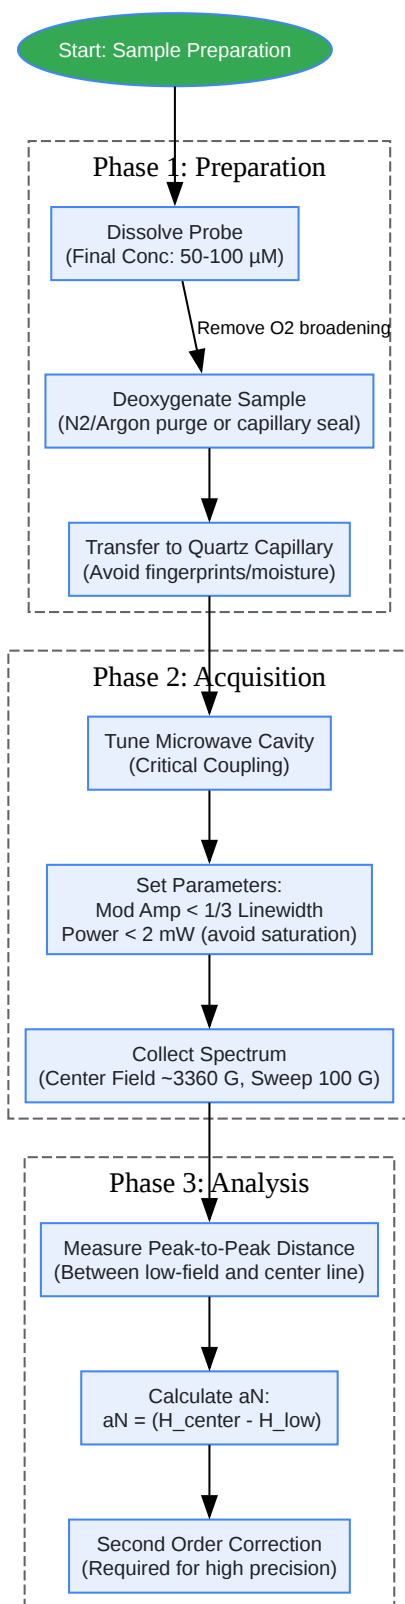 Start: Sample Preparation
Phase 1: Preparation
Dissolve Probe
(Final Conc: 50-100 µM)
Remove O2 broadening
Deoxygenate Sample
(N2/Argon purge or capillary seal)
Transfer to Quartz Capillary
(Avoid fingerprints/moisture)
Phase 2: Acquisition
Tune Microwave Cavity
(Critical Coupling)
Set Parameters:
Mod Amp < 1/3 Linewidth
Power < 2 mW (avoid saturation)
Collect Spectrum
(Center Field ~3360 G, Sweep 100 G)
Phase 3: Analysis
Measure Peak-to-Peak Distance
(Between low-field and center line)
Calculate aN:
aN = (H_center - H_low)
Second Order Correction
(Required for high precision)